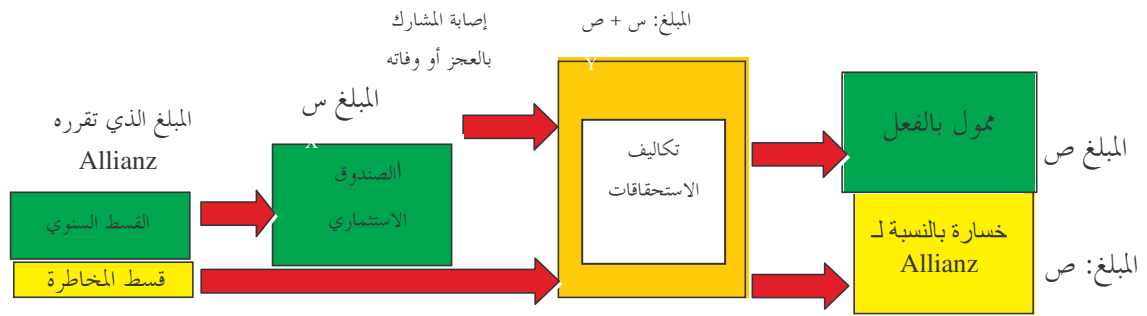 إصابة المشارك
بالعجز أو وفاته
المبلغ: س + ص
Y
المبلغ س
X
المبلغ الذي تقرره
Allianz
أالصندوق
الاستثماري
تكاليف
الاستحقاقات
ممول بالفعل
المبلغ ص
القسط السنوي
قسط المخاطرة
خسارة بالنسبة لـ
Allianz
المبلغ: ص